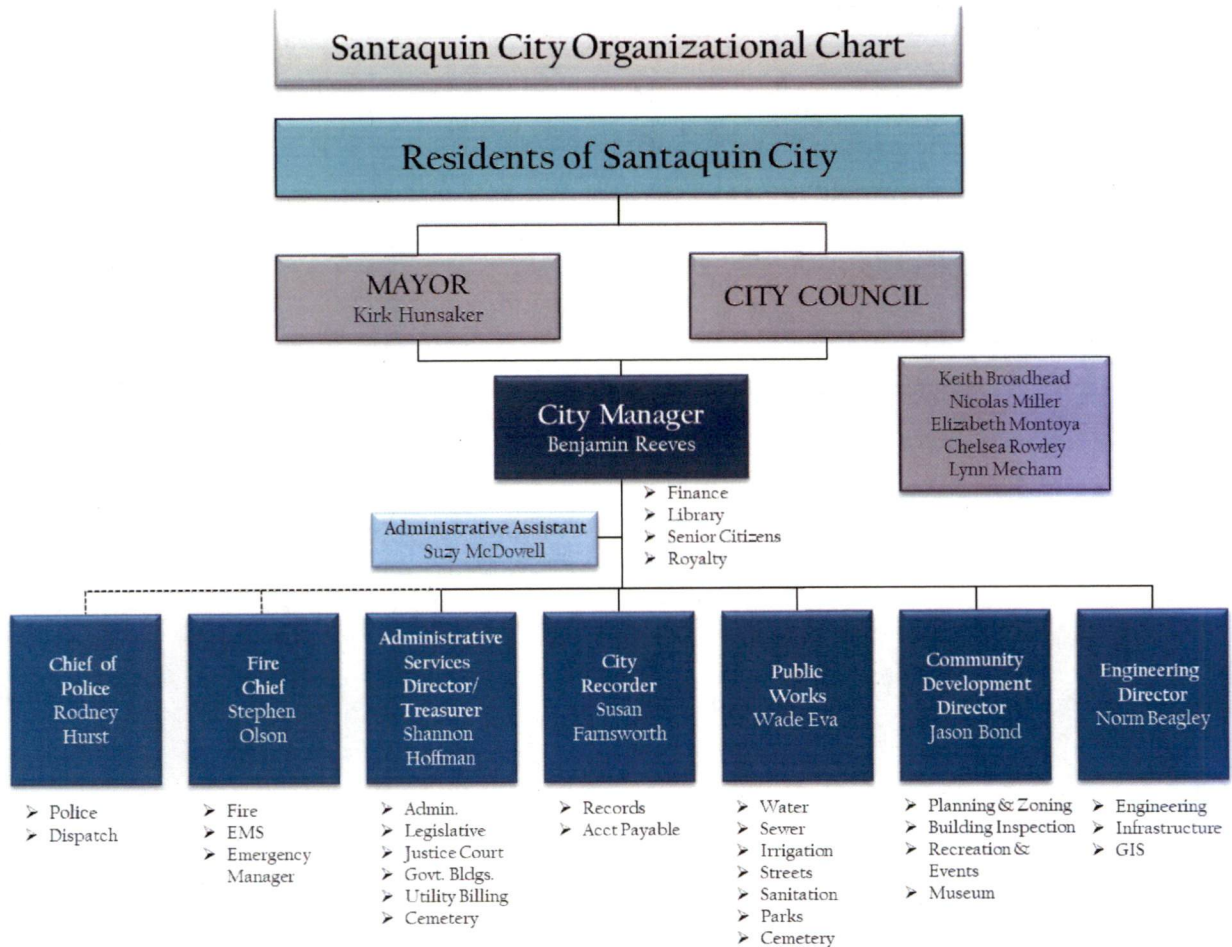 Santaquin City Organizational Chart
Residents of Santaquin City
MAYOR
Kirk Hunsaker
CITY COUNCIL
Keith Broadhead
Nicolas Miller
Elizabeth Montoya
Chelsea Rowley
Lynn Mecham
City Manager
Benjamin Reeves
➢ Finance
➢ Library
➢ Senior Citizens
➢ Royalty
Administrative Assistant
Suzy McDowell
Chief of
Police
Rodney
Hurst
➢ Police
➢ Dispatch
Fire
Chief
Stephen
Olson
➢ Fire
➢ EMS
➢ Emergency
Manager
Administrative
Services
Director/
Treasurer
Shannon
Hoffman
➢ Admin.
➢ Legislative
➢ Justice Court
➢ Govt. Bldgs.
➢ Utility Billing
➢ Cemetery
City
Recorder
Susan
Farnsworth
➢ Records
➢ Acct Payable
Public
Works
Wade Eva
➢ Water
➢ Sewer
➢ Irrigation
➢ Streets
➢ Sanitation
➢ Parks
➢ Cemetery
Community
Development
Director
Jason Bond
➢ Planning & Zoning
➢ Building Inspection
➢ Recreation &
Events
➢ Museum
Engineering
Director
Norm Beagley
➢ Engineering
➢ Infrastructure
➢ GIS